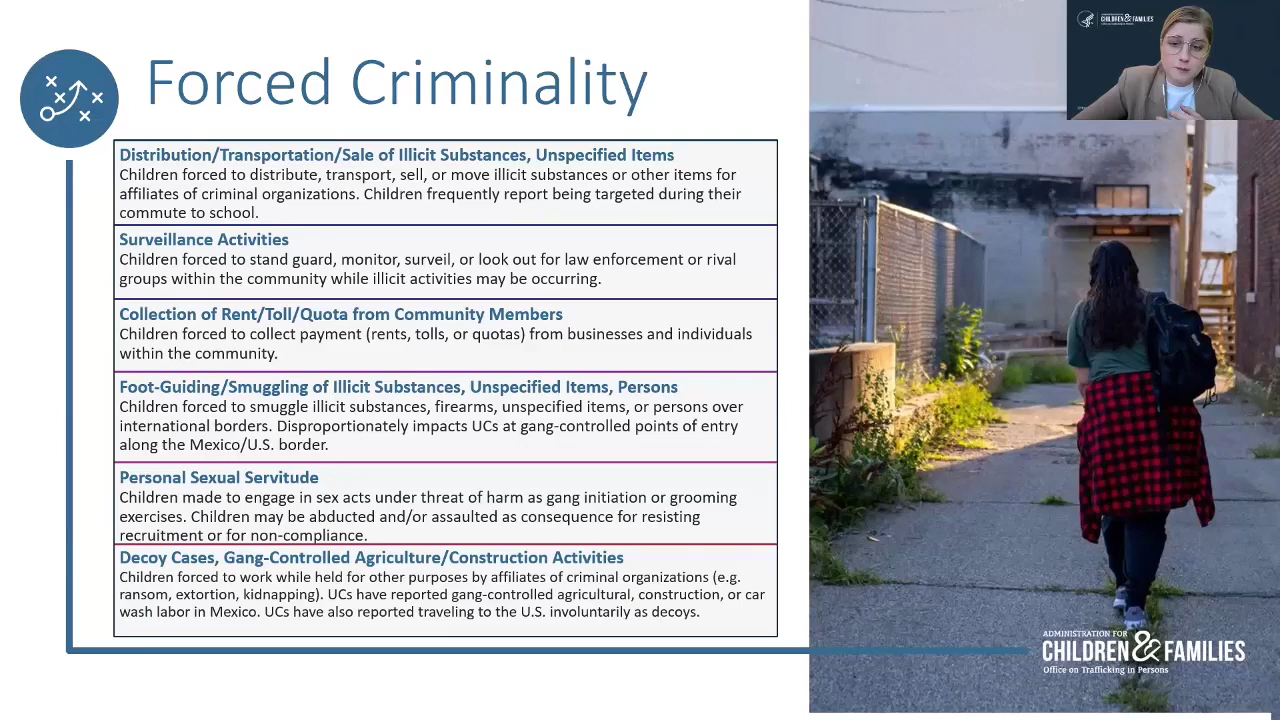 Forced Criminality
Distribution/Transportation/Sale of Illicit Substances, Unspecified Items
Children forced to distribute, transport, sell, or move illicit substances or other items for
affiliates of criminal organizations. Children frequently report being targeted during their
commute to school.
Surveillance Activities
Children forced to stand guard, monitor, surveil, or look out for law enforcement or rival
groups within the community while illicit activities may be occurring.
Collection of Rent/Toll/Quota from Community Members
Children forced to collect payment (rents, tolls, or quotas) from businesses and individuals
within the community.
Foot-Guiding/Smuggling of Illicit Substances, Unspecified Items, Persons
Children forced to smuggle illicit substances, firearms, unspecified items, or persons over
international borders. Disproportionately impacts UCs at gang-controlled points of entry
along the Mexico/U.S. border.
Personal Sexual Servitude
Children made to engage in sex acts under threat of harm as gang initiation or grooming
exercises. Children may be abducted and/or assaulted as consequence for resisting
recruitment or for non-compliance.
Decoy Cases, Gang-Controlled Agriculture/Construction Activities
Children forced to work while held for other purposes by affiliates of criminal organizations (e.g.
ransom, extortion, kidnapping). UCs have reported gang-controlled agricultural, construction, or car
wash labor in Mexico. UCs have also reported traveling to the U.S. involuntarily as decoys.
ADMINISTRATION FOR
CHILDREN & FAMILIES
ADMINISTRATION FOR
CHILDREN & FAMILIES
Office on Trafficking in Persons